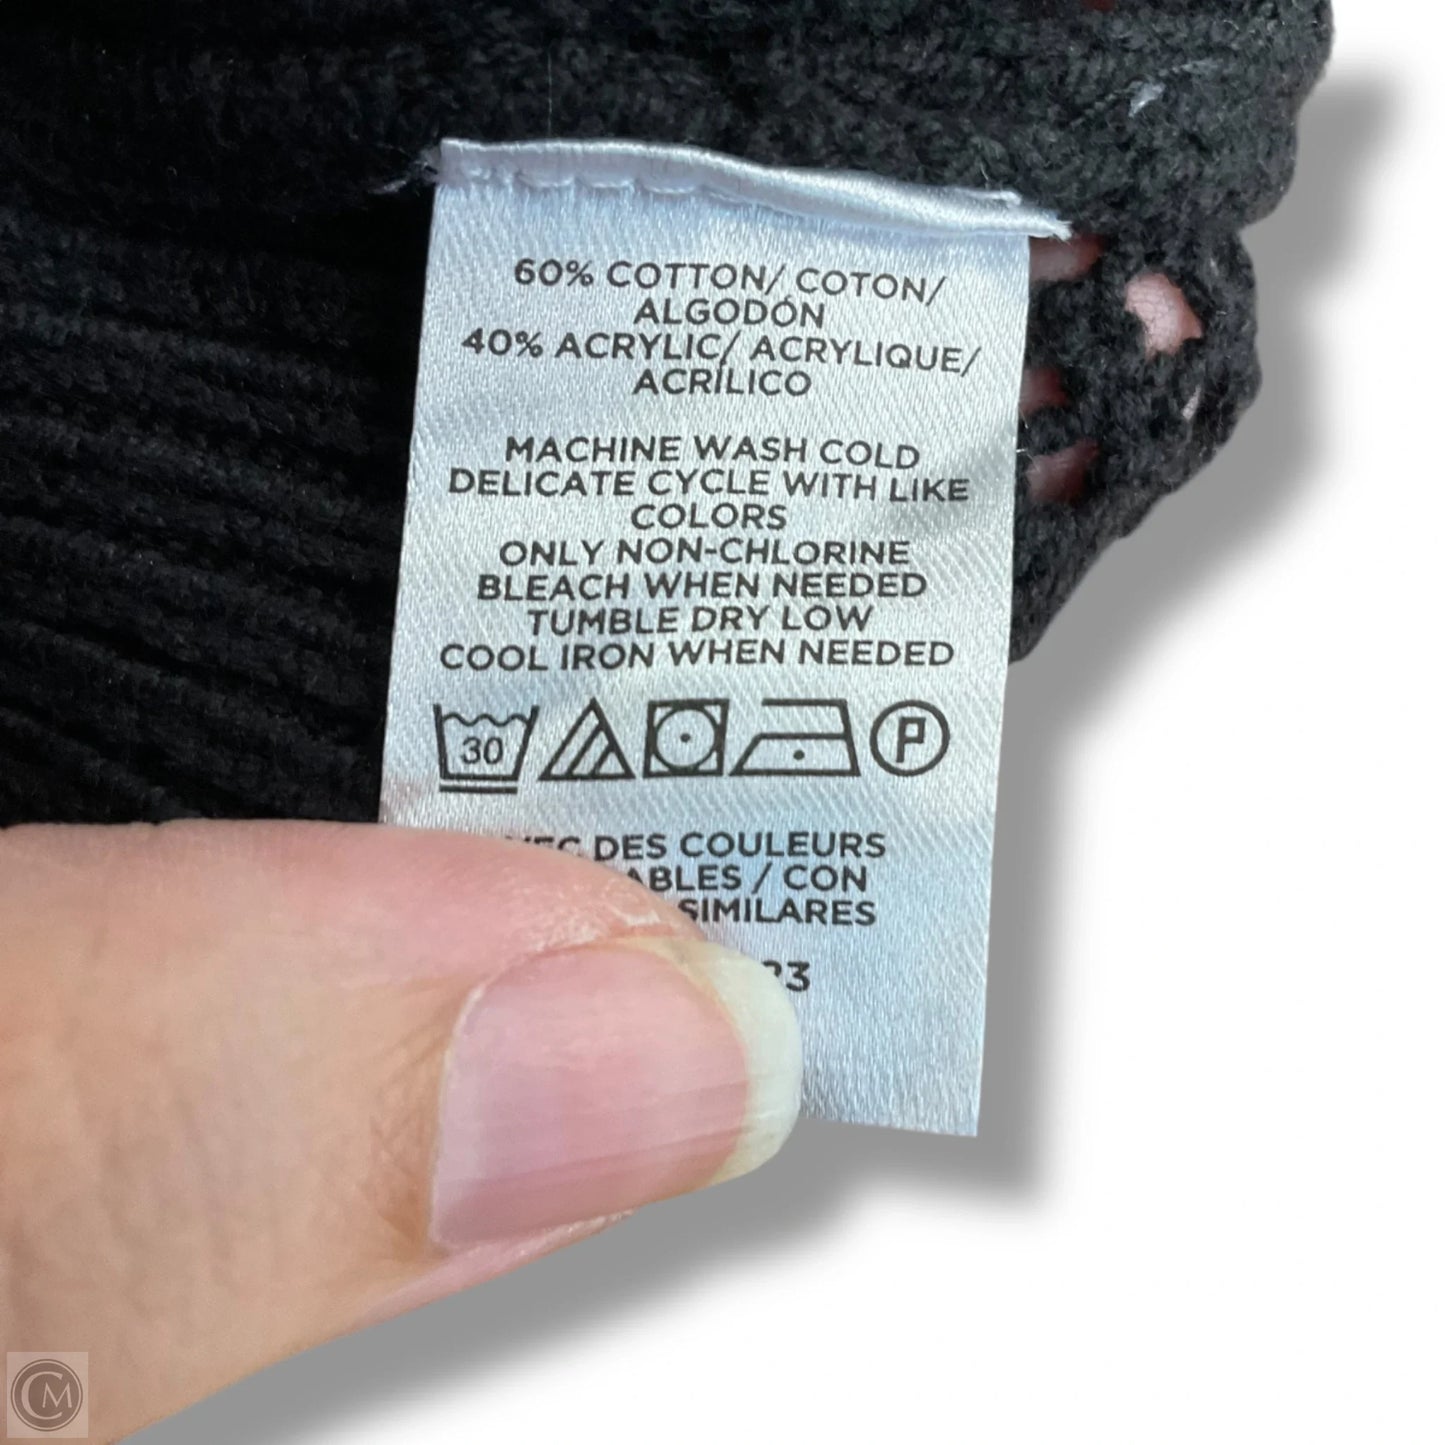 60% COTTON/ COTON/
ALGODÓN
40% ACRYLIC/ ACRYLIQUE/
ACRÍLICO
MACHINE WASH COLD
DELICATE CYCLE WITH LIKE
COLORS
ONLY NON-CHLORINE
BLEACH WHEN NEEDED
TUMBLE DRY LOW
COOL IRON WHEN NEEDED
30 P
DES COULEURS
/ CON
SIMILARES
CM